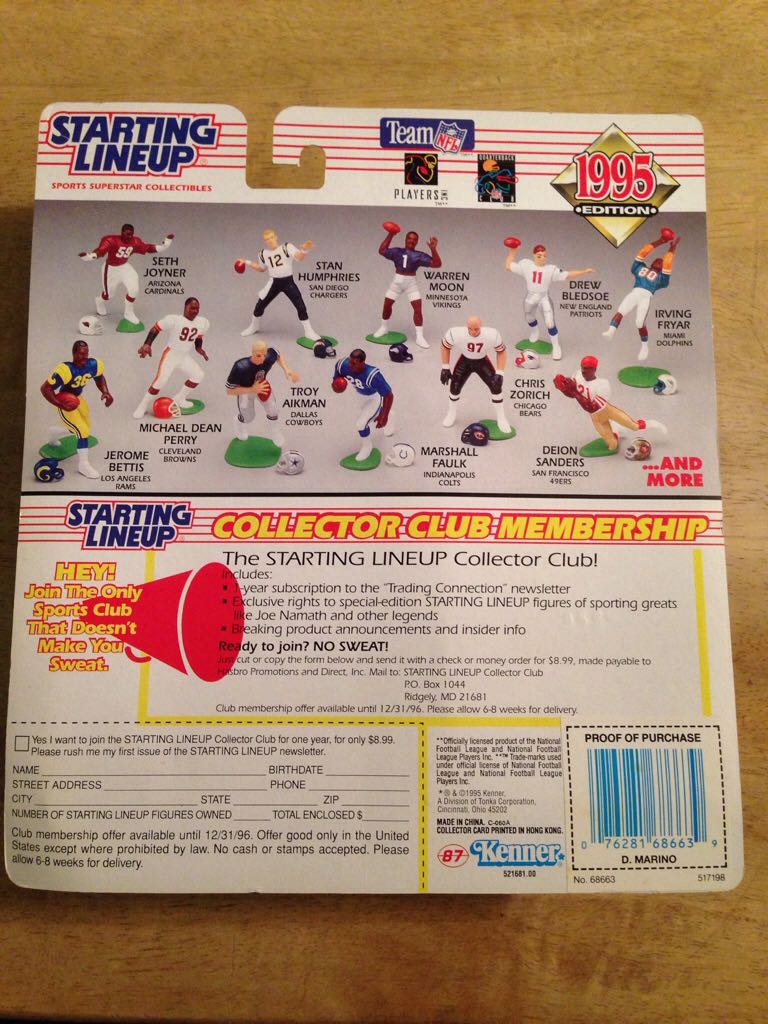 STARTING
LINEUP®
SPORTS SUPERSTAR COLLECTIBLES
Team NFL
PLAYERS INC
QUARTERBACK
1995
•EDITION•
SETH
JOYNER
ARIZONA
CARDINALS
59
12
STAN
HUMPHRIES
SAN DIEGO
CHARGERS
1
WARREN
MOON
MINNESOTA
VIKINGS
11
DREW
BLEDSOE
NEW ENGLAND
PATRIOTS
80
IRVING
FRYAR
MIAMI
DOLPHINS
36
JEROME
BETTIS
LOS ANGELES
RAMS
92
MICHAEL DEAN
PERRY
CLEVELAND
BROWNS
TROY
AIKMAN
DALLAS
COWBOYS
28
MARSHALL
FAULK
INDIANAPOLIS
COLTS
97
CHRIS
ZORICH
CHICAGO
BEARS
21
DEION
SANDERS
SAN FRANCISCO
49ERS
...AND
MORE
STARTING
LINEUP®
COLLECTOR CLUB MEMBERSHIP
HEY!
Join The Only
Sports Club
That Doesn't
Make You
Sweat.
The STARTING LINEUP Collector Club!
Includes:
• 1-year subscription to the "Trading Connection" newsletter
• Exclusive rights to special-edition STARTING LINEUP figures of sporting greats
like Joe Namath and other legends
• Breaking product announcements and insider info
Ready to join? NO SWEAT!
Just cut or copy the form below and send it with a check or money order for $8.99, made payable to
Hasbro Promotions and Direct, Inc. Mail to: STARTING LINEUP Collector Club
P.O. Box 1044
Ridgely, MD 21681
Club membership offer available until 12/31/96. Please allow 6-8 weeks for delivery.
Yes I want to join the STARTING LINEUP Collector Club for one year, for only $8.99.
Please rush me my first issue of the STARTING LINEUP newsletter.
NAME BIRTHDATE
STREET ADDRESS PHONE
CITY STATE ZIP
NUMBER OF STARTING LINEUP FIGURES OWNED TOTAL ENCLOSED $
Club membership offer available until 12/31/96. Offer good only in the United
States except where prohibited by law. No cash or stamps accepted. Please
allow 6-8 weeks for delivery.
**Officially licensed product of the National
Football League and National Football
League Players Inc. **™ Trade-marks used
under official license of National Football
League and National Football League
Players Inc.
*® & ©1995 Kenner,
A Division of Tonka Corporation,
Cincinnati, Ohio 45202
MADE IN CHINA. C-060A
COLLECTOR CARD PRINTED IN HONG KONG.
87 Kenner
521681.00
PROOF OF PURCHASE
0 76281 68663 9
D. MARINO
No. 68663 517198